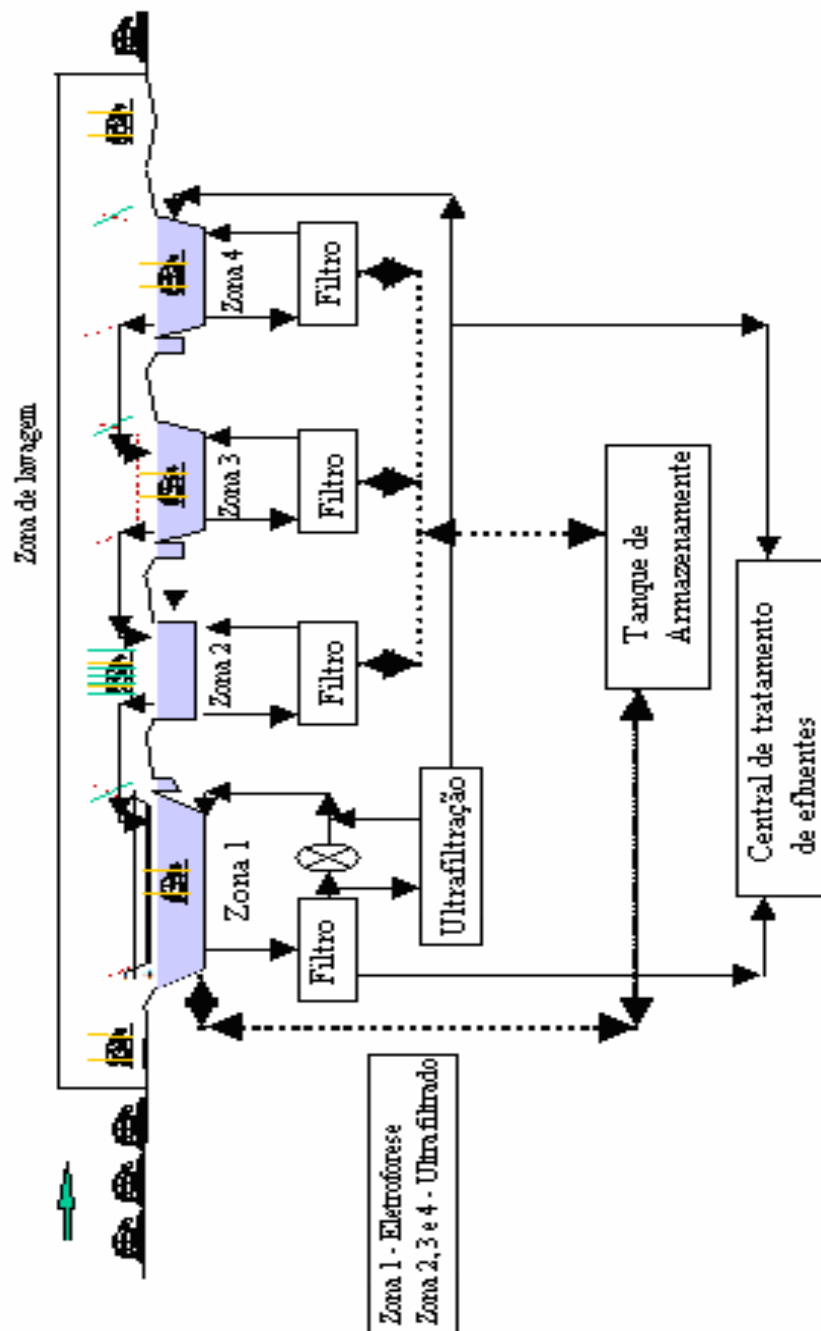 Zona de lavagem
Zona 1
Zona 2
Zona 3
Zona 4
Filtro
Filtro
Filtro
Filtro
Ultrafiltração
Tanque de
Armazenamente
Central de tratamento
de efluentes
Zona 1 - Eletroforese
Zona 2, 3 e 4 - Ultrafiltrado